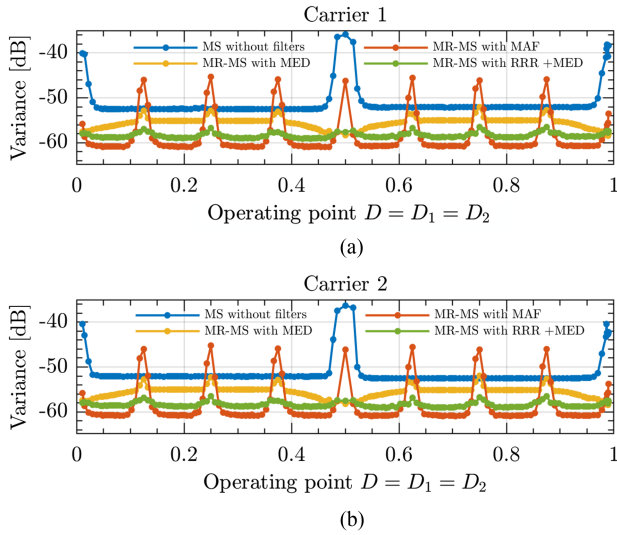 Carrier 1
MS without filters
MR-MS with MAF
MR-MS with MED
MR-MS with RRR +MED
Variance [dB]
-40
-50
-60
0 0.2 0.4 0.6 0.8 1
Operating point D = D₁ = D₂
(a)
Carrier 2
MS without filters
MR-MS with MAF
MR-MS with MED
MR-MS with RRR +MED
Variance [dB]
-40
-50
-60
0 0.2 0.4 0.6 0.8 1
Operating point D = D₁ = D₂
(b)